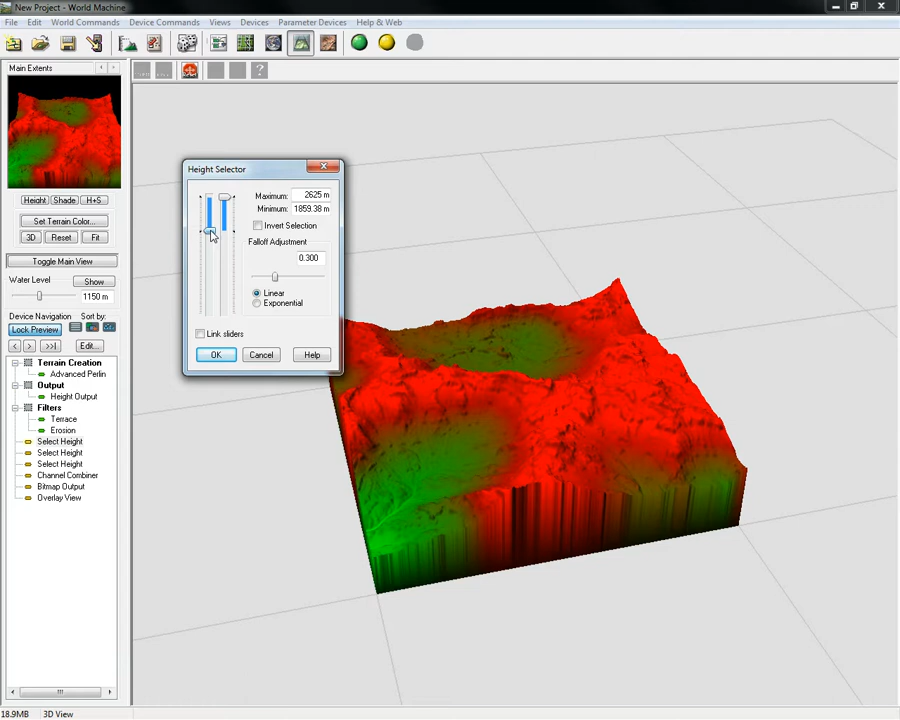 New Project - World Machine
File Edit World Commands Device Commands Views Devices Parameter Devices Help & Web
Main Extents
Height Shade H+S
Set Terrain Color...
3D Reset Fit
Toggle Main View
Water Level Show
1150 m
Device Navigation Sort by:
Lock Preview
< > >>| Edit...
Terrain Creation
Advanced Perlin
Output
Height Output
Filters
Terrace
Erosion
Select Height
Select Height
Select Height
Channel Combiner
Bitmap Output
Overlay View
18.9MB 3D View
Height Selector
Maximum: 2625 m
Minimum: 1859.38 m
Invert Selection
Falloff Adjustment
0.300
Linear
Exponential
Link sliders
OK Cancel Help